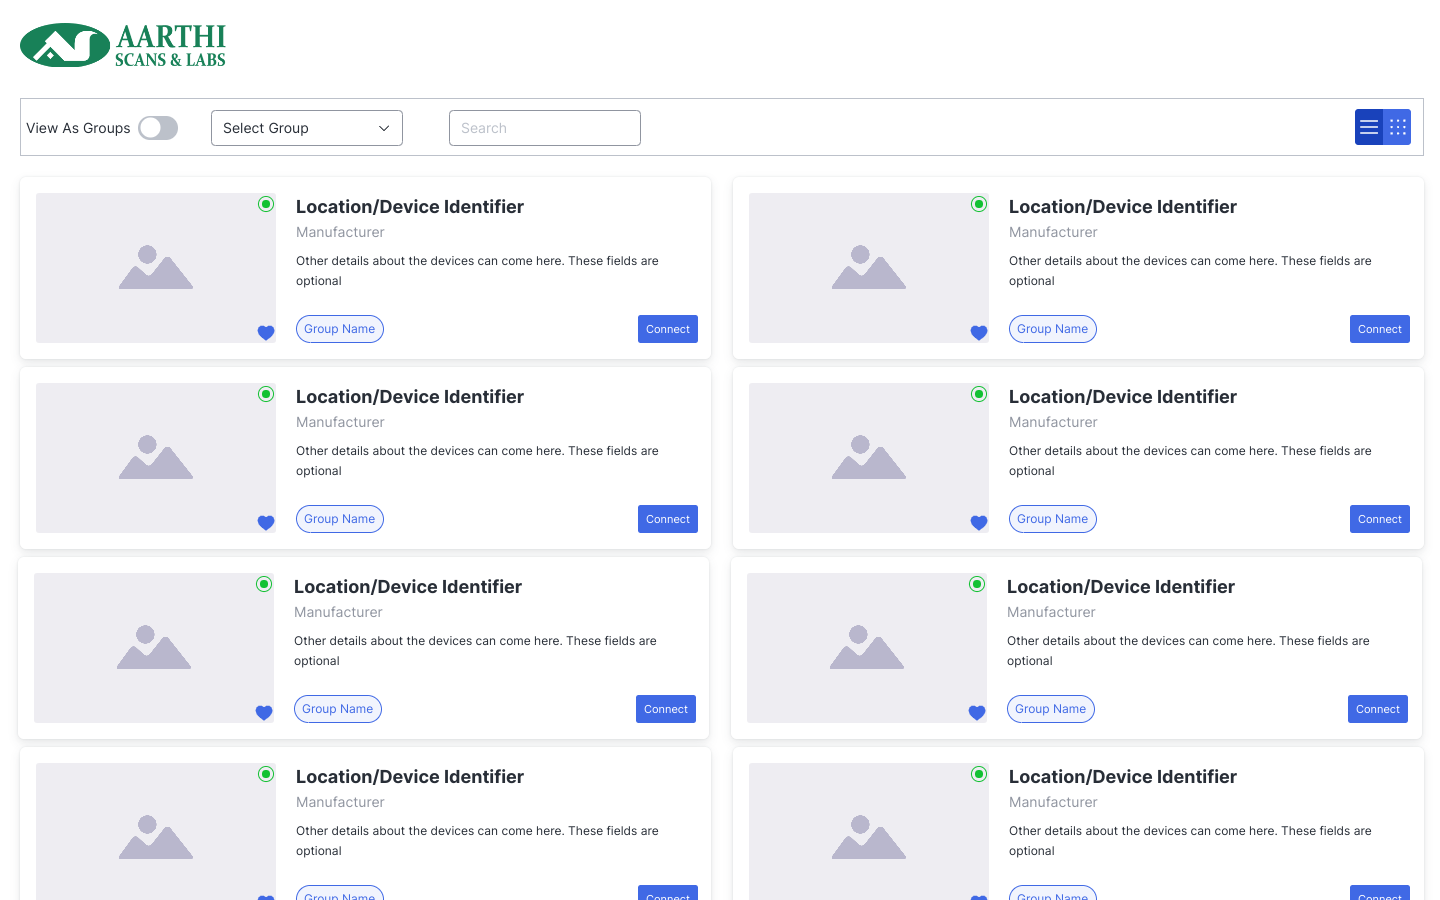 AARTHI
SCANS & LABS
View As Groups
Select Group
Search
Location/Device Identifier
Manufacturer
Other details about the devices can come here. These fields are
optional
Group Name
Connect
Location/Device Identifier
Manufacturer
Other details about the devices can come here. These fields are
optional
Group Name
Connect
Location/Device Identifier
Manufacturer
Other details about the devices can come here. These fields are
optional
Group Name
Connect
Location/Device Identifier
Manufacturer
Other details about the devices can come here. These fields are
optional
Group Name
Connect
Location/Device Identifier
Manufacturer
Other details about the devices can come here. These fields are
optional
Group Name
Connect
Location/Device Identifier
Manufacturer
Other details about the devices can come here. These fields are
optional
Group Name
Connect
Location/Device Identifier
Manufacturer
Other details about the devices can come here. These fields are
optional
Group Name
Connect
Location/Device Identifier
Manufacturer
Other details about the devices can come here. These fields are
optional
Group Name
Connect